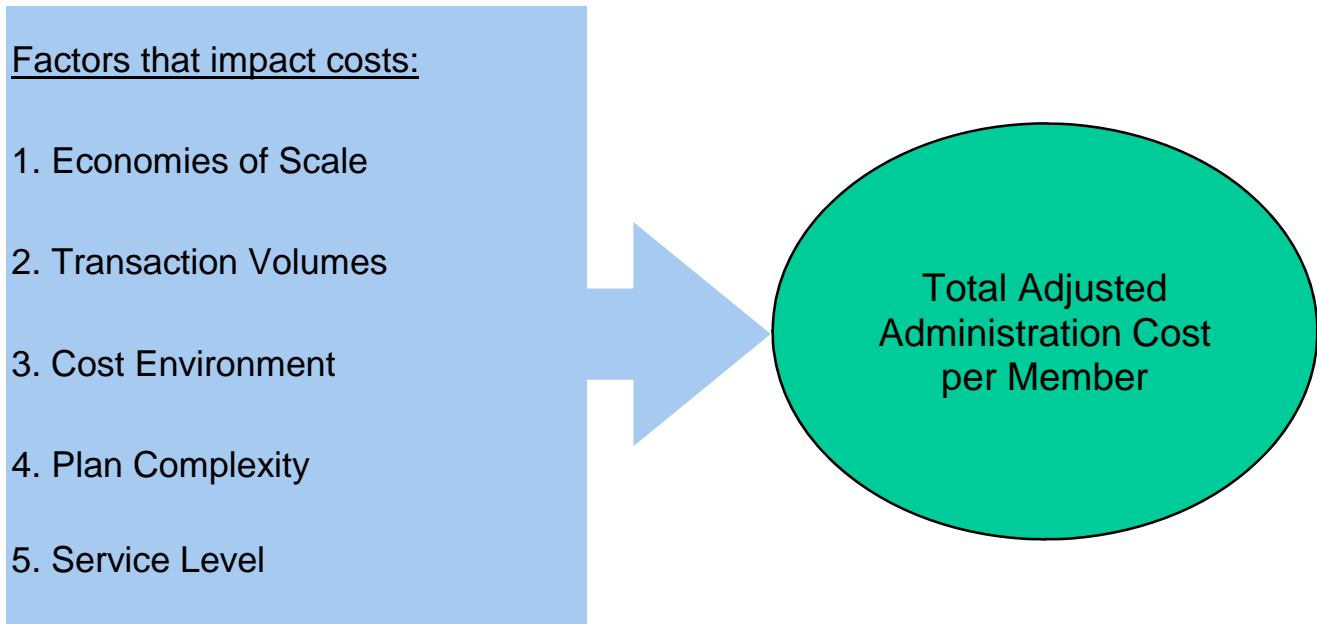 Factors that impact costs:
1. Economies of Scale
2. Transaction Volumes
3. Cost Environment
4. Plan Complexity
5. Service Level
Total Adjusted
Administration Cost
per Member